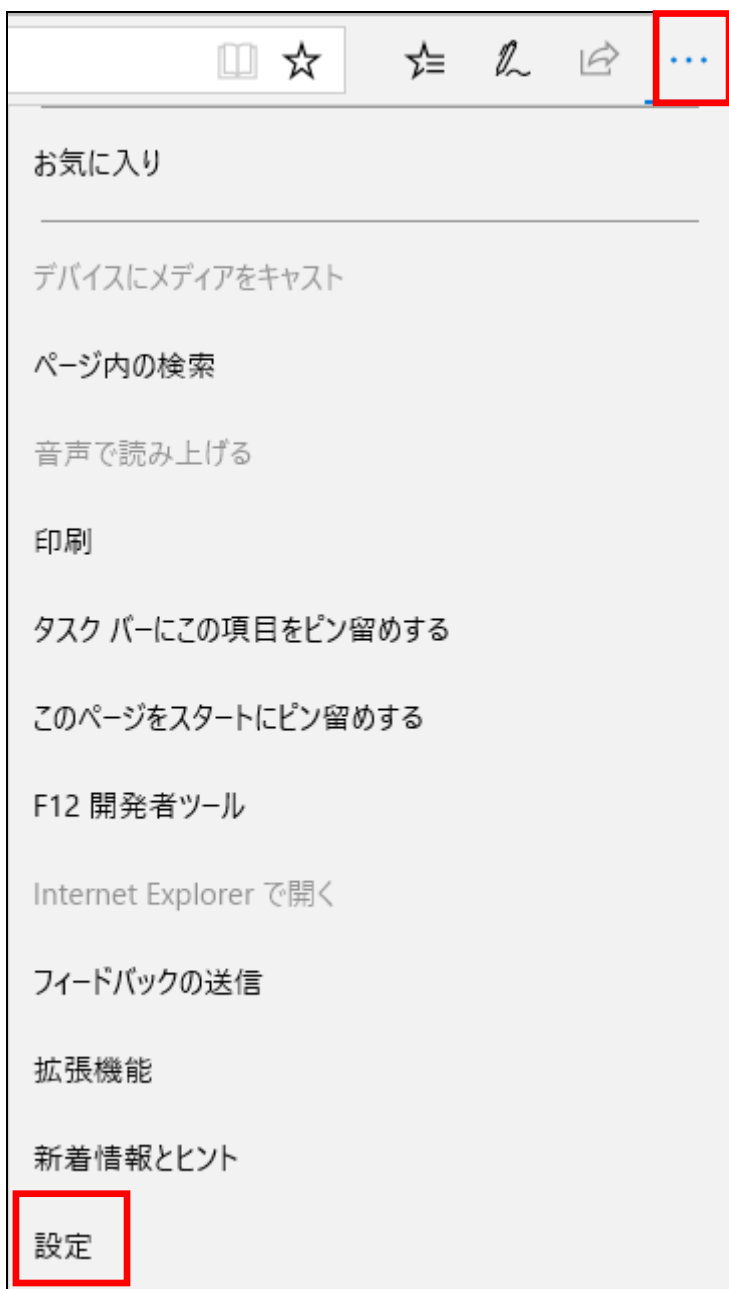 お気に入り
デバイスにメディアをキャスト
ページ内の検索
音声で読み上げる
印刷
タスク バーにこの項目をピン留めする
このページをスタートにピン留めする
F12 開発者ツール
Internet Explorer で開く
フィードバックの送信
拡張機能
新着情報とヒント
設定